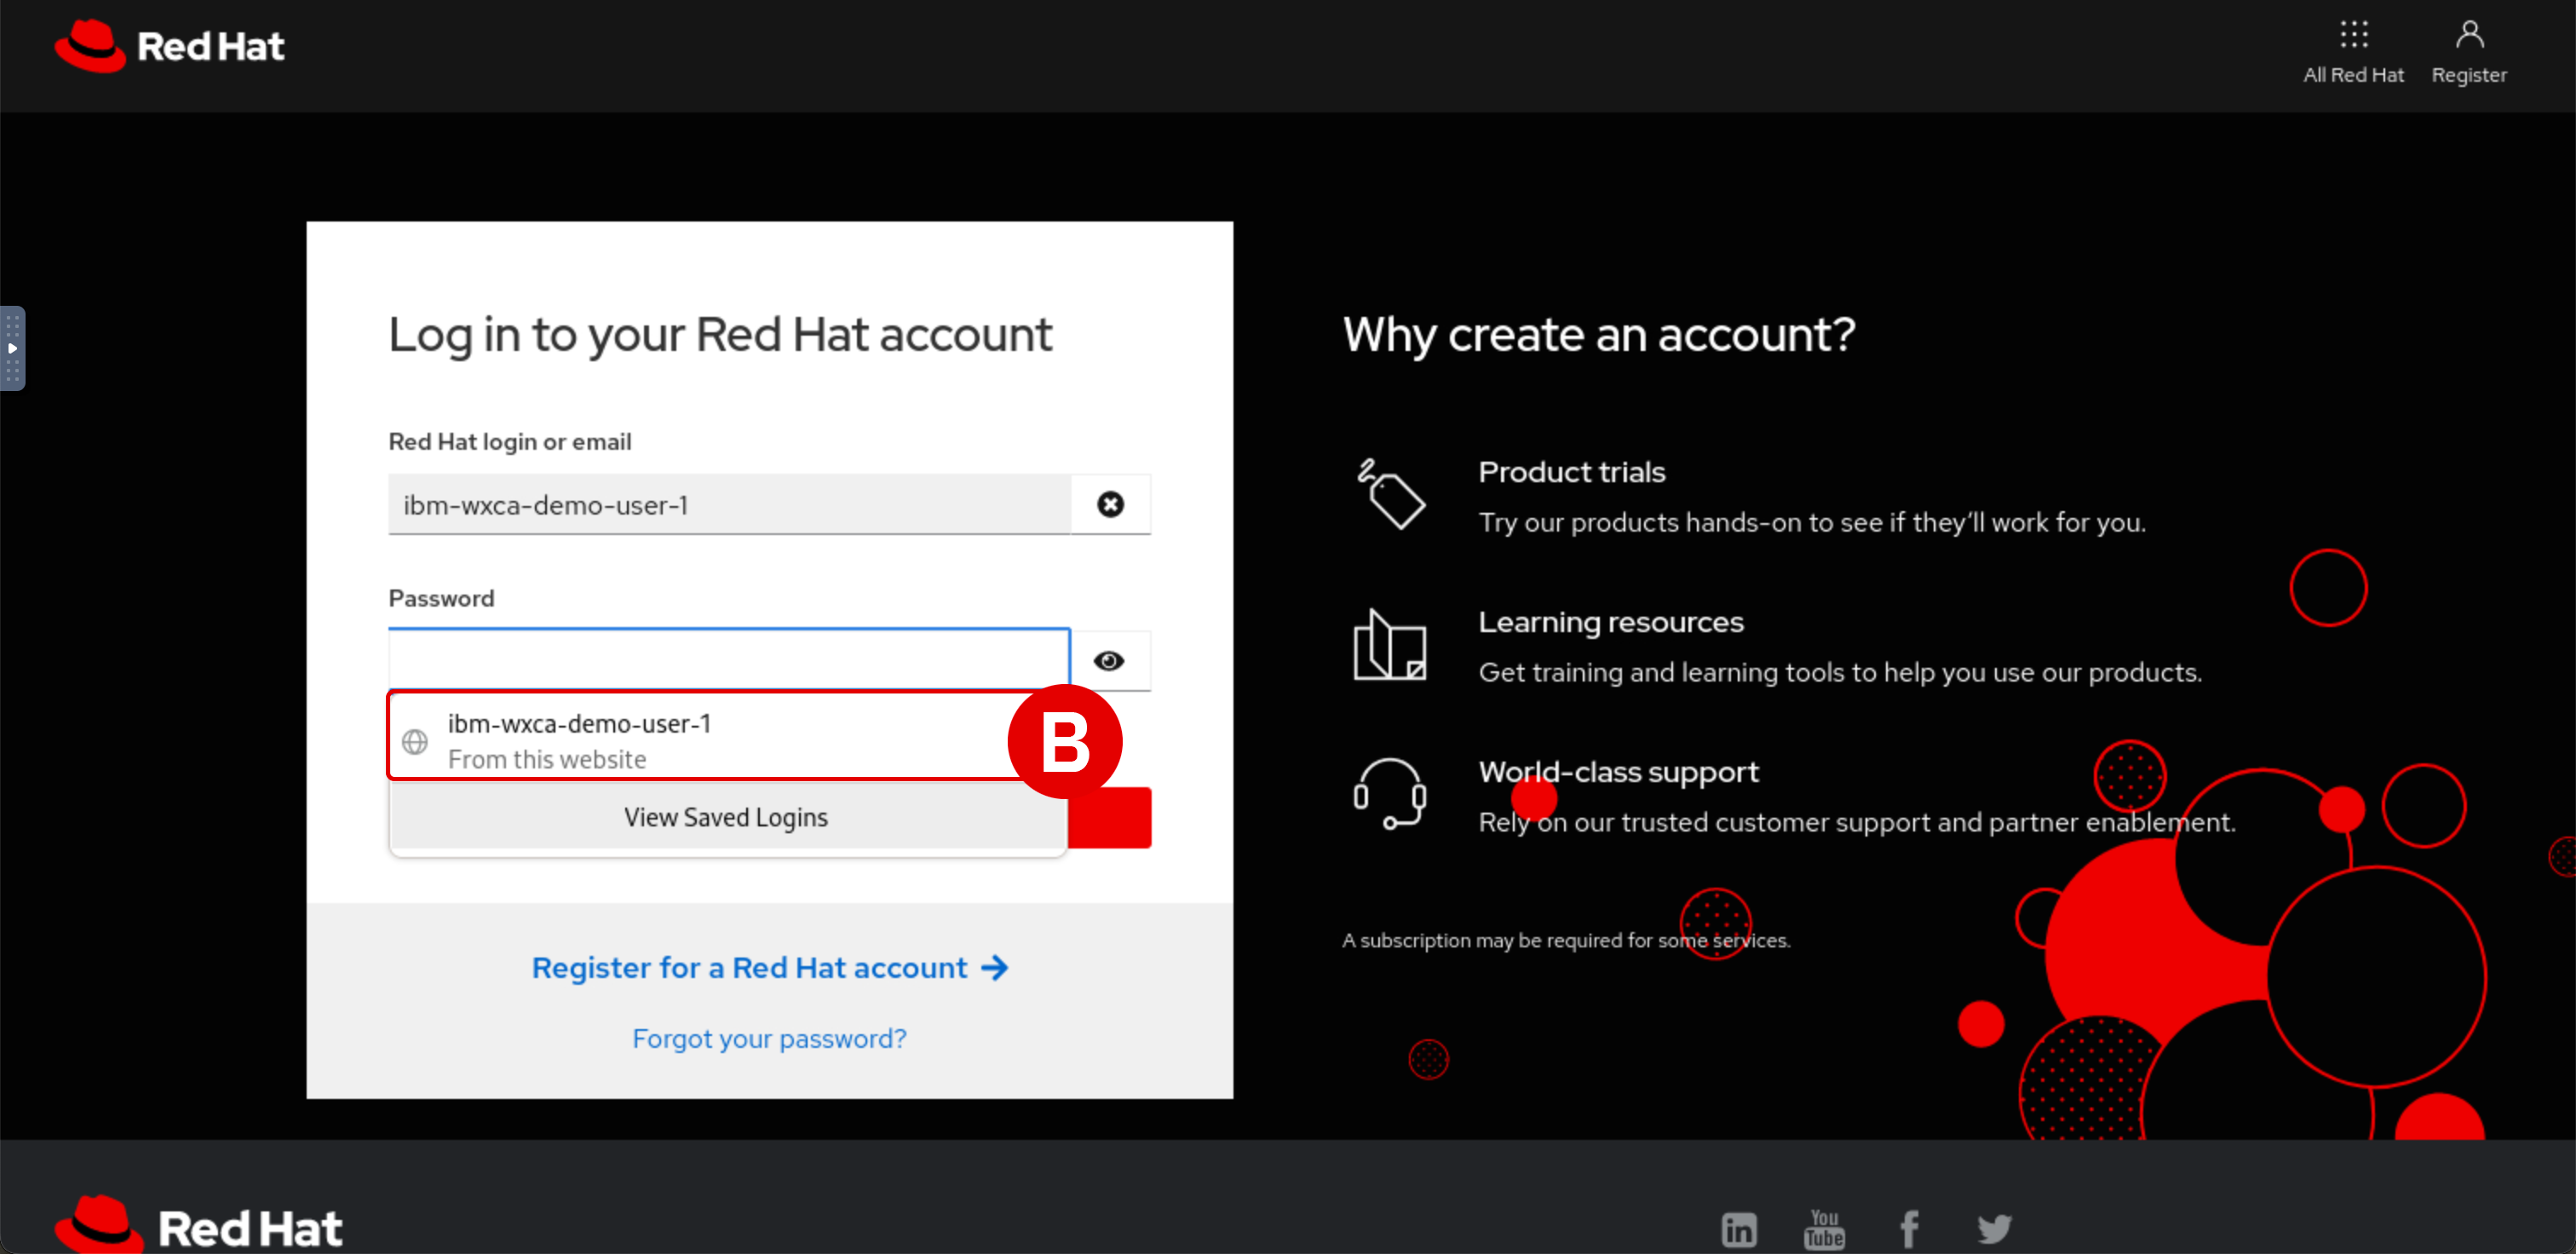 Red Hat
All Red Hat
Register
Log in to your Red Hat account
Red Hat login or email
ibm-wxca-demo-user-1
Password
ibm-wxca-demo-user-1
From this website
B
View Saved Logins
Register for a Red Hat account
Forgot your password?
Why create an account?
Product trials
Try our products hands-on to see if they’ll work for you.
Learning resources
Get training and learning tools to help you use our products.
World-class support
Rely on our trusted customer support and partner enablement.
A subscription may be required for some services.
Red Hat
in
You
Tube
f